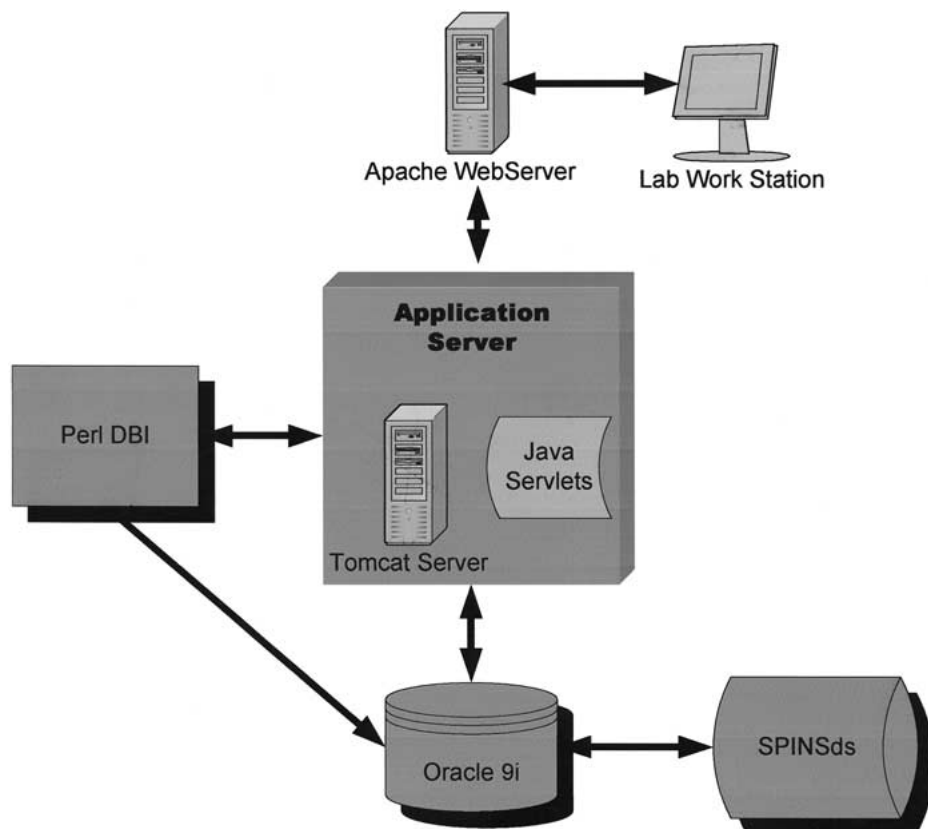 Apache WebServer
Lab Work Station
Application
Server
Perl DBI
Java
Servlets
Tomcat Server
Oracle 9i
SPINSds